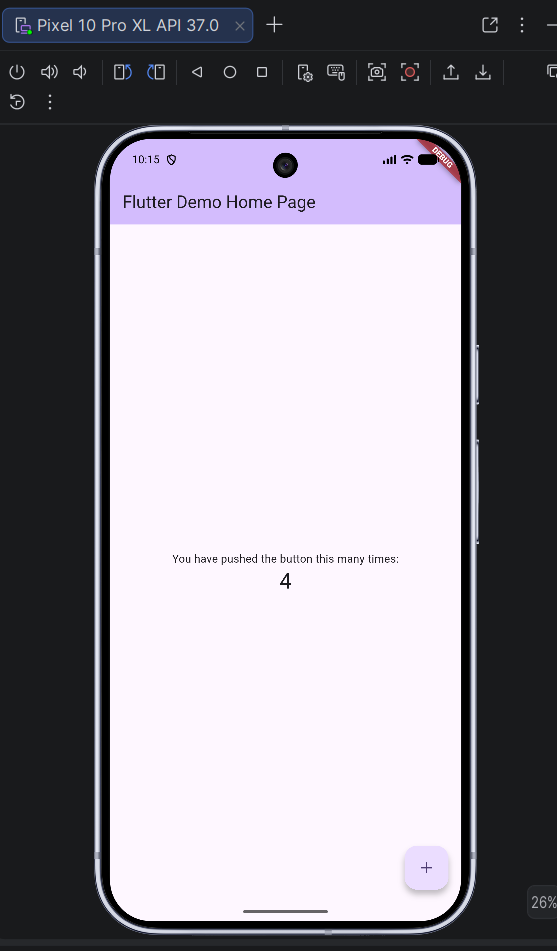 Pixel 10 Pro XL API 37.0
10:15
DEBUG
Flutter Demo Home Page
You have pushed the button this many times:
4
26%